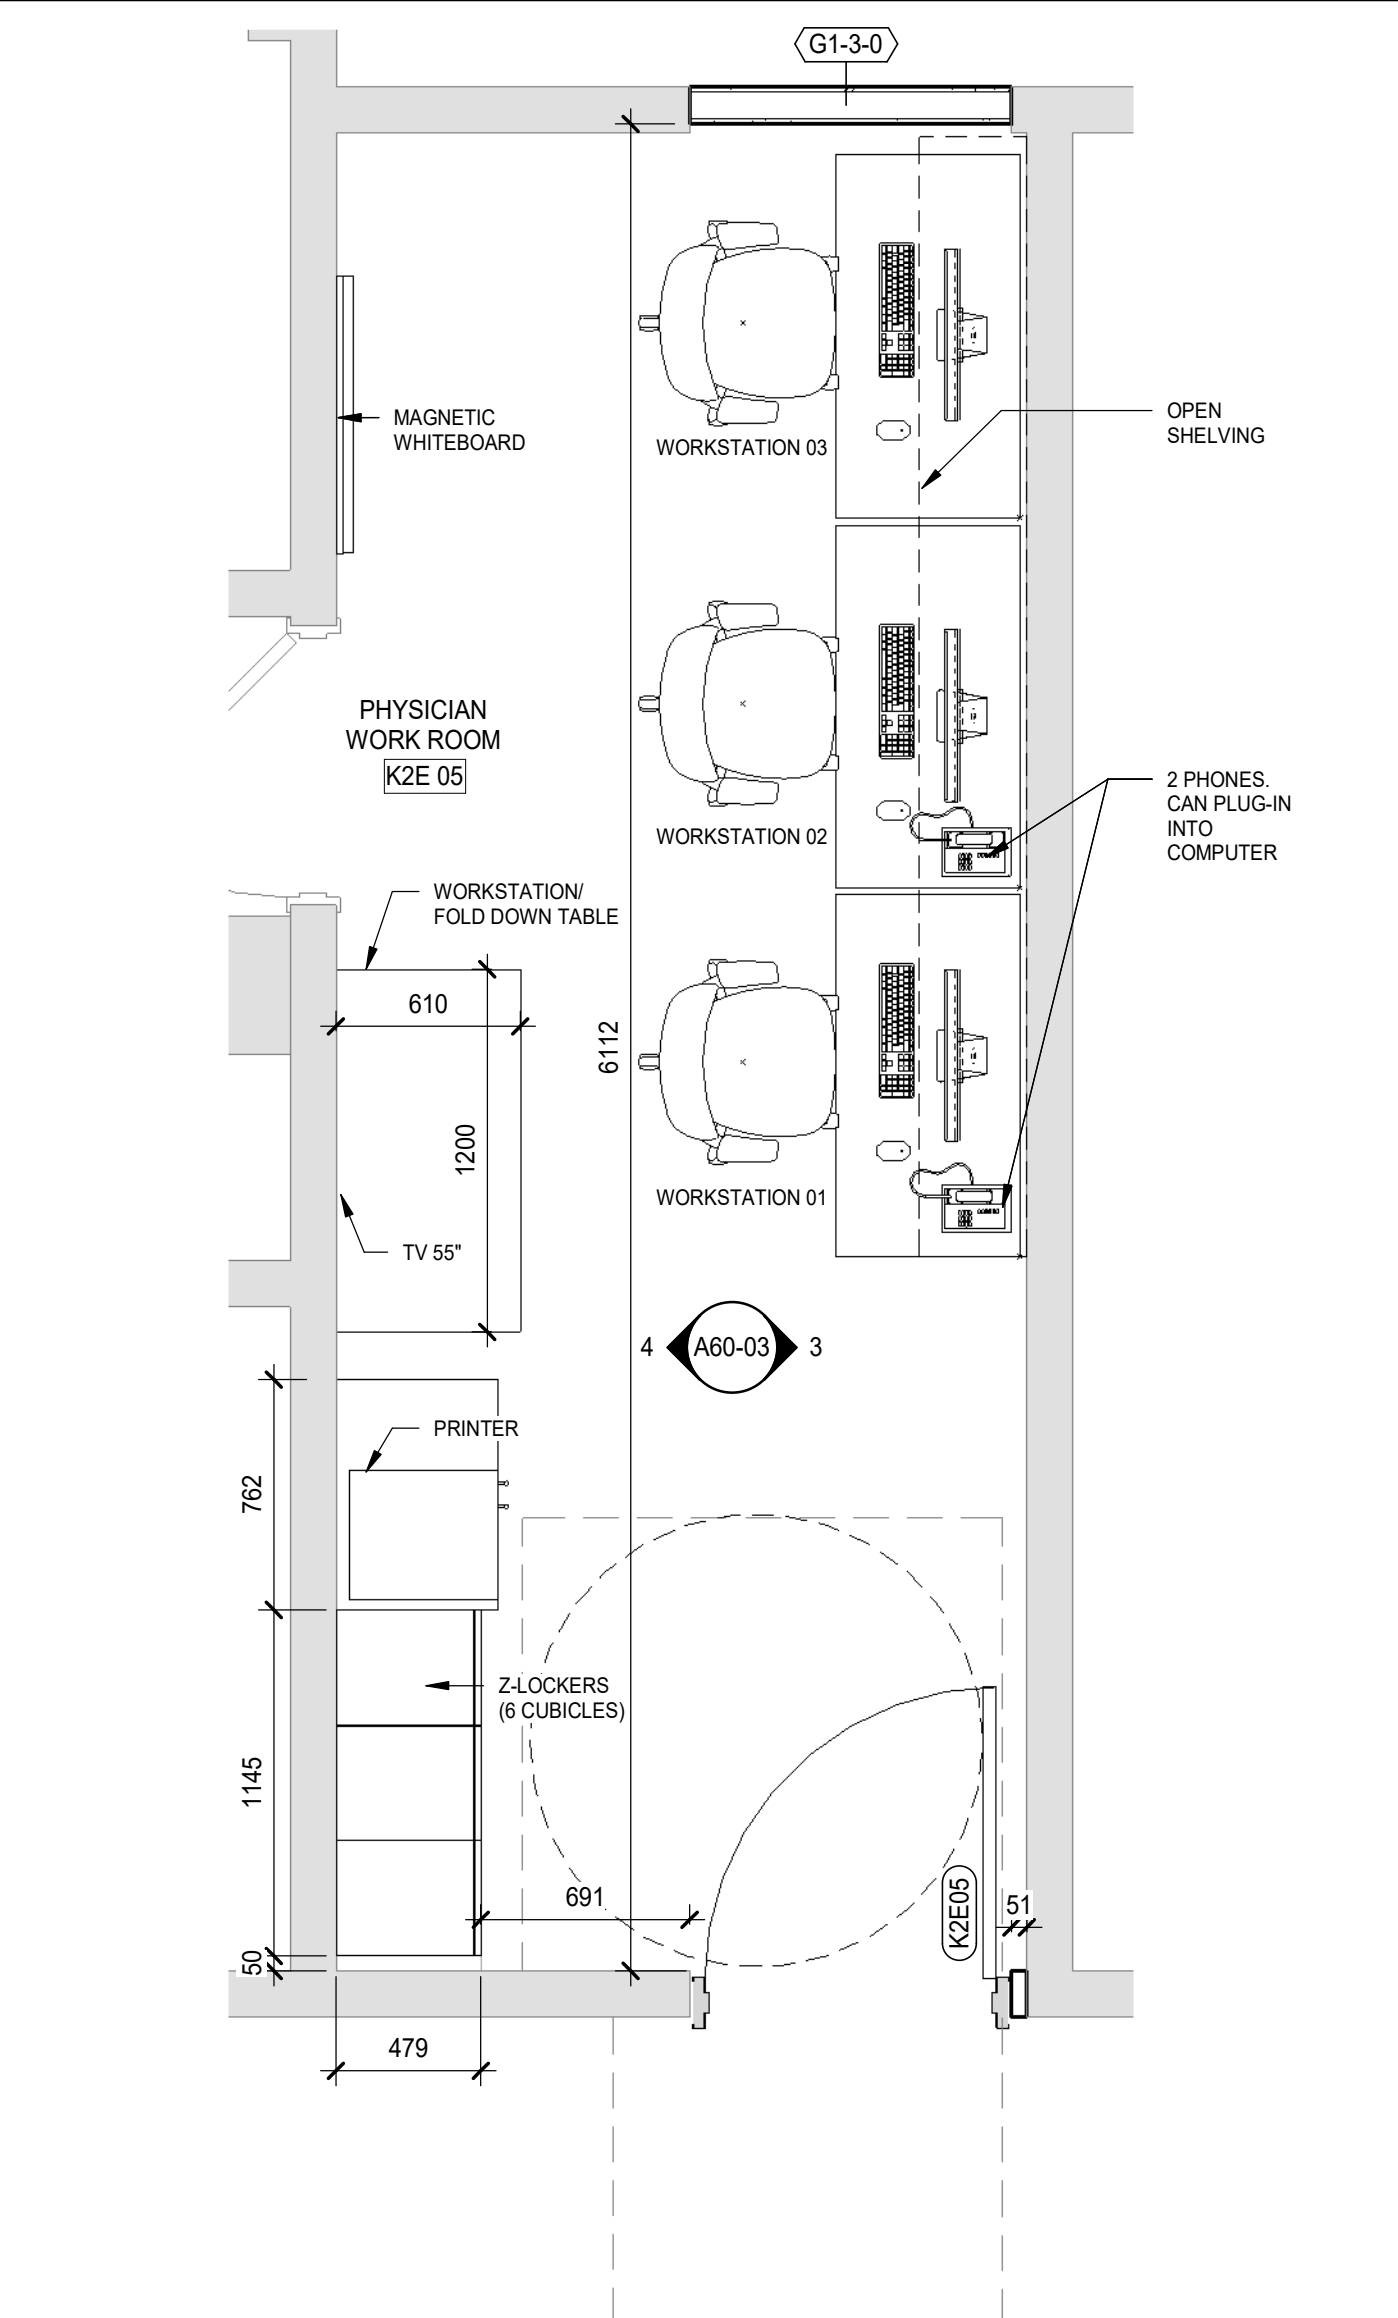 G1-3-0
MAGNETIC
WHITEBOARD
WORKSTATION 03
OPEN
SHELVING
PHYSICIAN
WORK ROOM
K2E 05
WORKSTATION 02
2 PHONES.
CAN PLUG-IN
INTO
COMPUTER
WORKSTATION/
FOLD DOWN TABLE
610
6112
1200
WORKSTATION 01
TV 55"
4
A60-03
3
PRINTER
762
Z-LOCKERS
(6 CUBICLES)
1145
691
K2E05
51
50
479